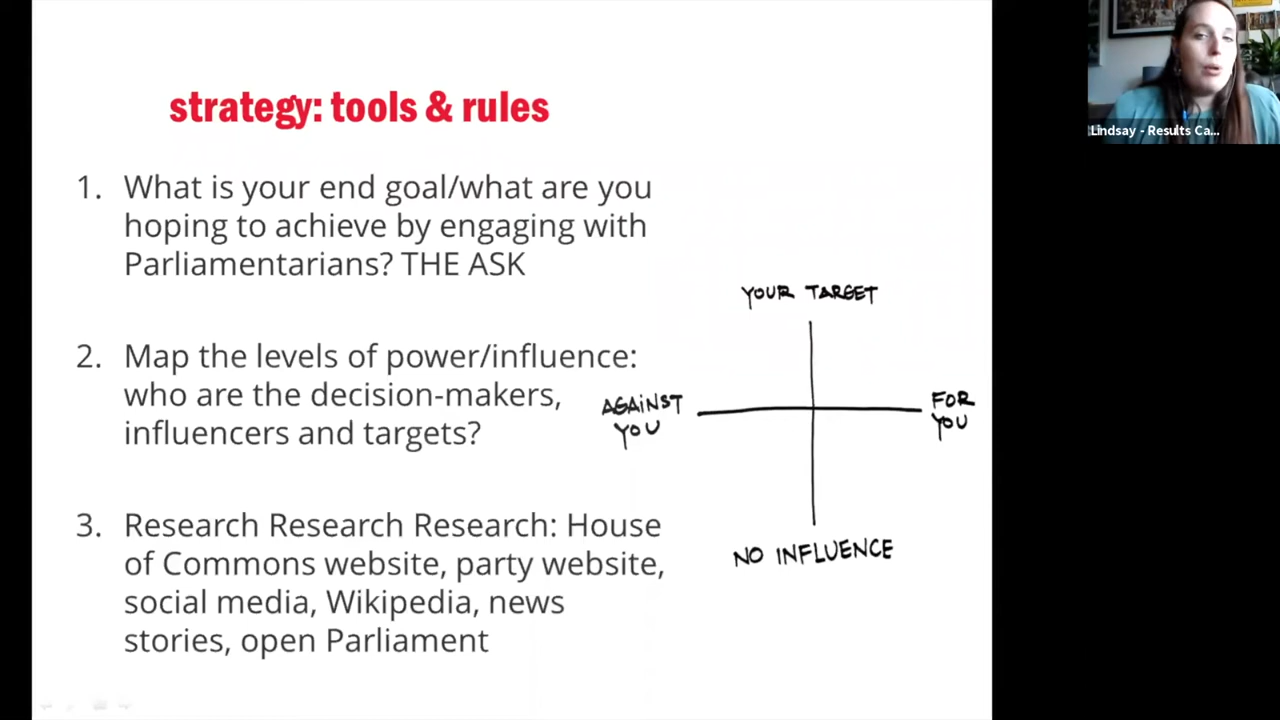 strategy: tools & rules
1. What is your end goal/what are you
hoping to achieve by engaging with
Parliamentarians? THE ASK
2. Map the levels of power/influence:
who are the decision-makers,
influencers and targets?
3. Research Research Research: House
of Commons website, party website,
social media, Wikipedia, news
stories, open Parliament
YOUR TARGET
AGAINST
YOU
FOR
YOU
NO INFLUENCE
Lindsay - Results Ca...